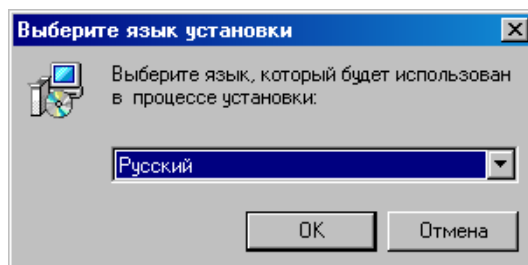 Выберите язык установки
Выберите язык, который будет использован
в процессе установки:
Русский
OK
Отмена